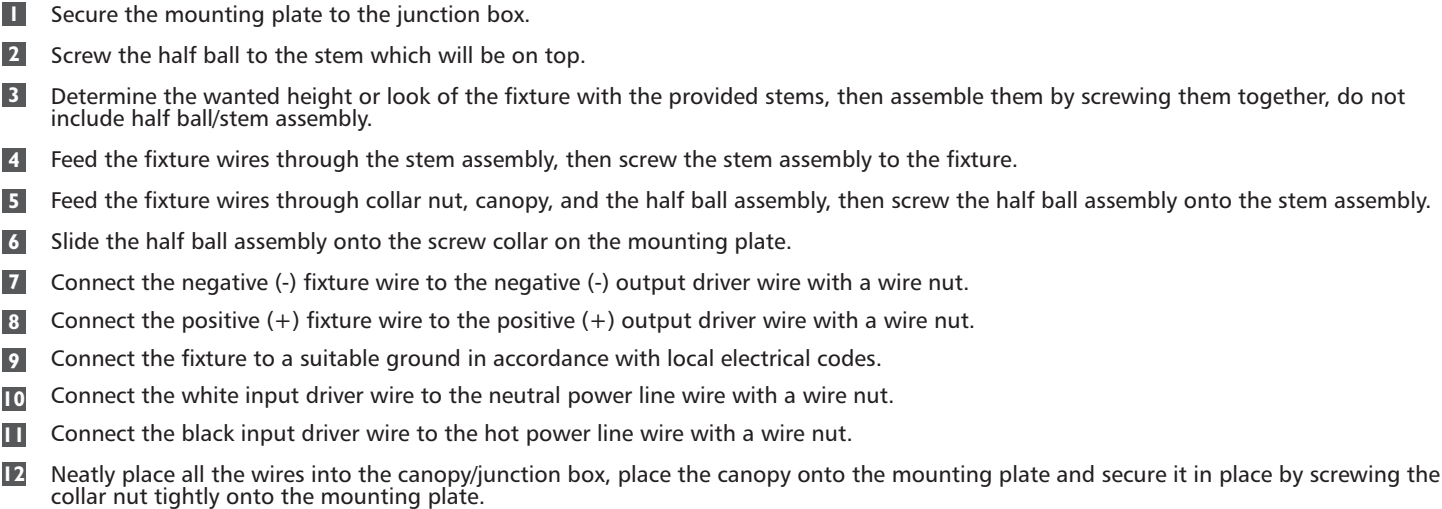 1 Secure the mounting plate to the junction box.
2 Screw the half ball to the stem which will be on top.
3 Determine the wanted height or look of the fixture with the provided stems, then assemble them by screwing them together, do not
include half ball/stem assembly.
4 Feed the fixture wires through the stem assembly, then screw the stem assembly to the fixture.
5 Feed the fixture wires through collar nut, canopy, and the half ball assembly, then screw the half ball assembly onto the stem assembly.
6 Slide the half ball assembly onto the screw collar on the mounting plate.
7 Connect the negative (-) fixture wire to the negative (-) output driver wire with a wire nut.
8 Connect the positive (+) fixture wire to the positive (+) output driver wire with a wire nut.
9 Connect the fixture to a suitable ground in accordance with local electrical codes.
10 Connect the white input driver wire to the neutral power line wire with a wire nut.
11 Connect the black input driver wire to the hot power line wire with a wire nut.
12 Neatly place all the wires into the canopy/junction box, place the canopy onto the mounting plate and secure it in place by screwing the
collar nut tightly onto the mounting plate.